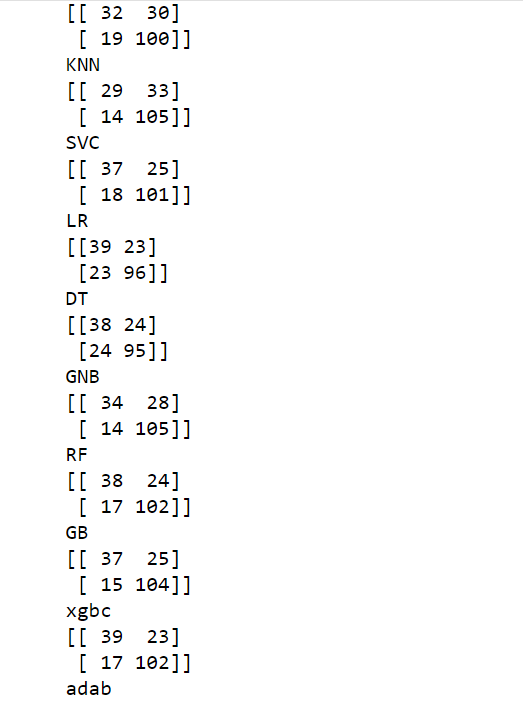 [[ 32  30]
 [ 19 100]]
KNN
[[ 29  33]
 [ 14 105]]
SVC
[[ 37  25]
 [ 18 101]]
LR
[[39 23]
 [23 96]]
DT
[[38 24]
 [24 95]]
GNB
[[ 34  28]
 [ 14 105]]
RF
[[ 38  24]
 [ 17 102]]
GB
[[ 37  25]
 [ 15 104]]
xgbc
[[ 39  23]
 [ 17 102]]
adab